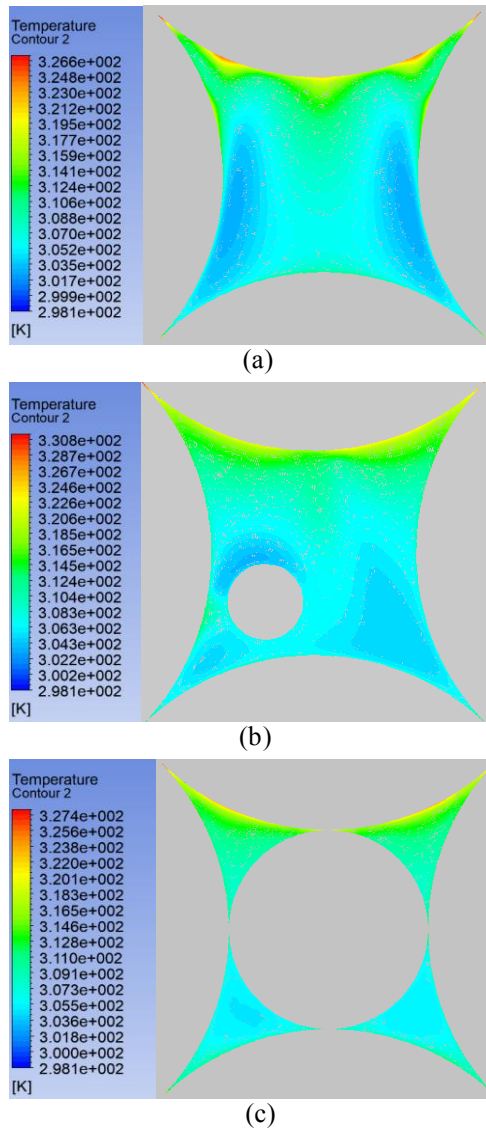 Temperature
Contour 2
3.266e+002
3.248e+002
3.230e+002
3.212e+002
3.195e+002
3.177e+002
3.159e+002
3.141e+002
3.124e+002
3.106e+002
3.088e+002
3.070e+002
3.052e+002
3.035e+002
3.017e+002
2.999e+002
2.981e+002
[K]
(a)
Temperature
Contour 2
3.308e+002
3.287e+002
3.267e+002
3.246e+002
3.226e+002
3.206e+002
3.185e+002
3.165e+002
3.145e+002
3.124e+002
3.104e+002
3.083e+002
3.063e+002
3.043e+002
3.022e+002
3.002e+002
2.981e+002
[K]
(b)
Temperature
Contour 2
3.274e+002
3.256e+002
3.238e+002
3.220e+002
3.201e+002
3.183e+002
3.165e+002
3.146e+002
3.128e+002
3.110e+002
3.091e+002
3.073e+002
3.055e+002
3.036e+002
3.018e+002
3.000e+002
2.981e+002
[K]
(c)